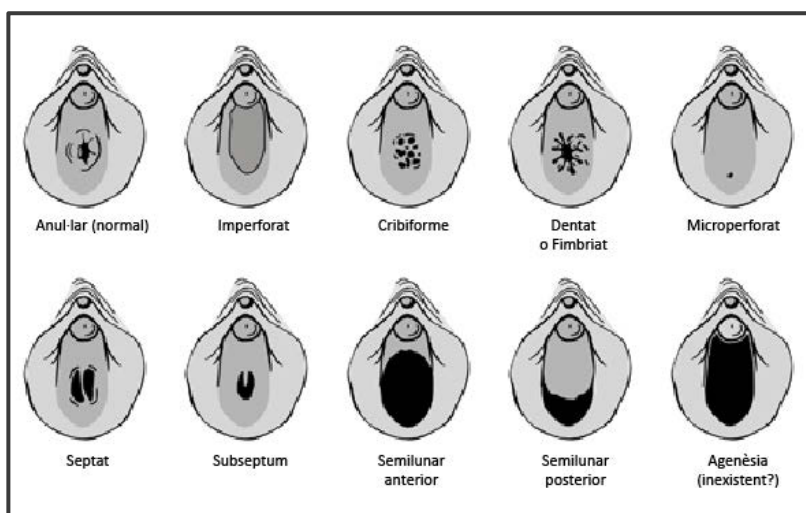 Anul·lar (normal)
Imperforat
Cribiforme
Dentat
o Fimbriat
Microperforat
Septat
Subseptum
Semilunar
anterior
Semilunar
posterior
Agenèsia
(inexistent?)